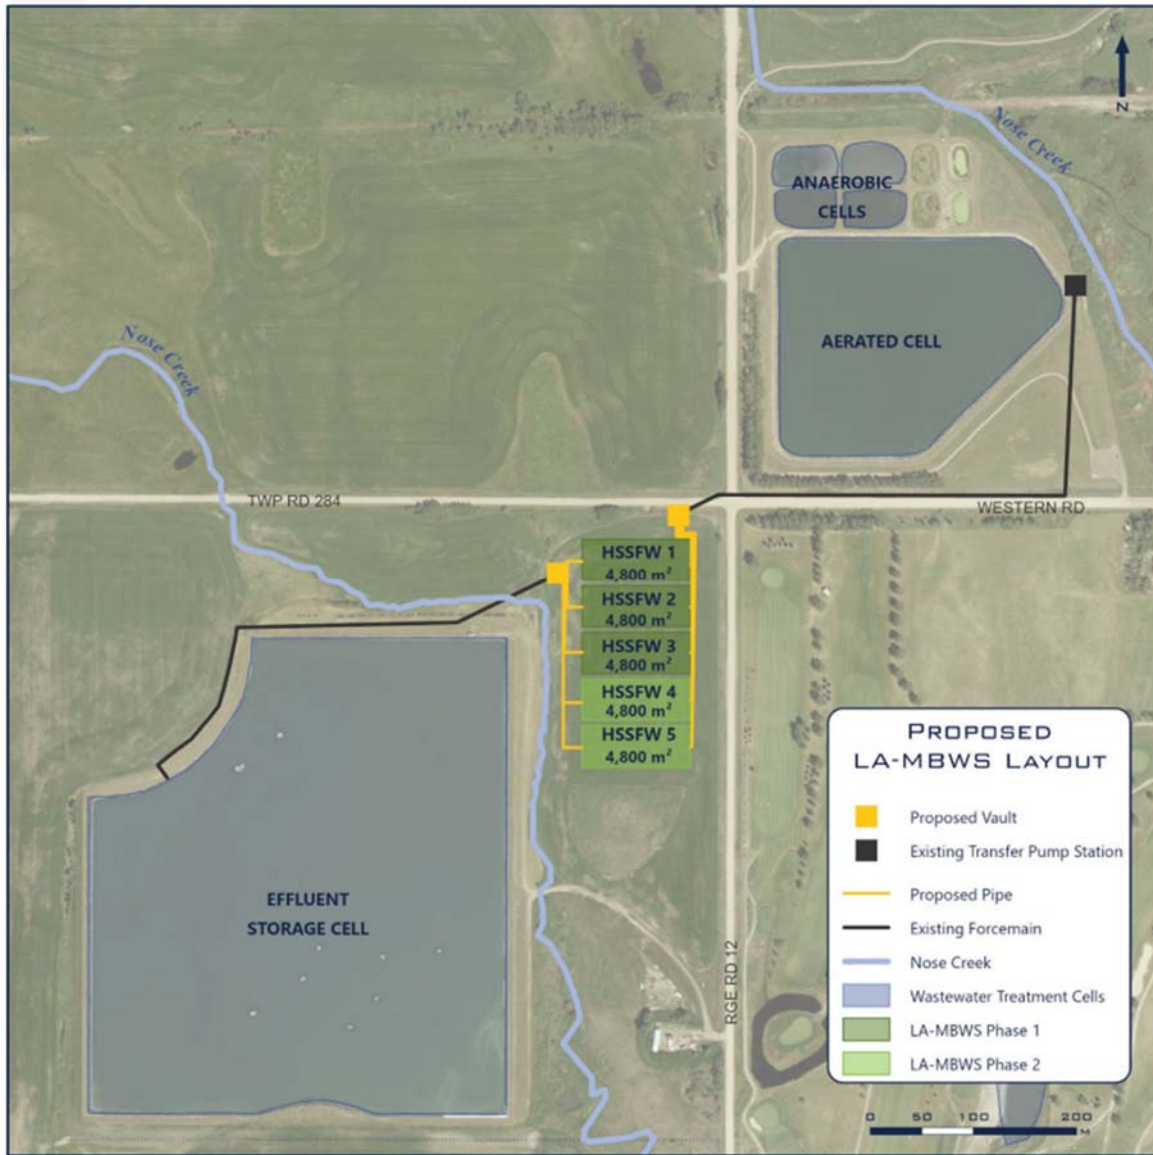 N
Nose Creek
ANAEROBIC
CELLS
AERATED CELL
Nose Creek
TWP RD 284
WESTERN RD
HSSFW 1
4,800 m²
HSSFW 2
4,800 m²
HSSFW 3
4,800 m²
HSSFW 4
4,800 m²
HSSFW 5
4,800 m²
EFFLUENT
STORAGE CELL
RGE RD 12
PROPOSED
LA-MBWS LAYOUT
Proposed Vault
Existing Transfer Pump Station
Proposed Pipe
Existing Forcemain
Nose Creek
Wastewater Treatment Cells
LA-MBWS Phase 1
LA-MBWS Phase 2
0 50 100 200
M